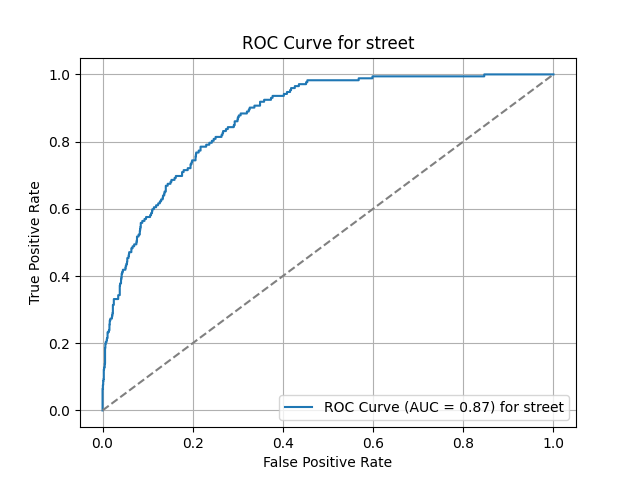 ROC Curve for street
True Positive Rate
1.0
0.8
0.6
0.4
0.2
0.0
0.0 0.2 0.4 0.6 0.8 1.0
False Positive Rate
ROC Curve (AUC = 0.87) for street